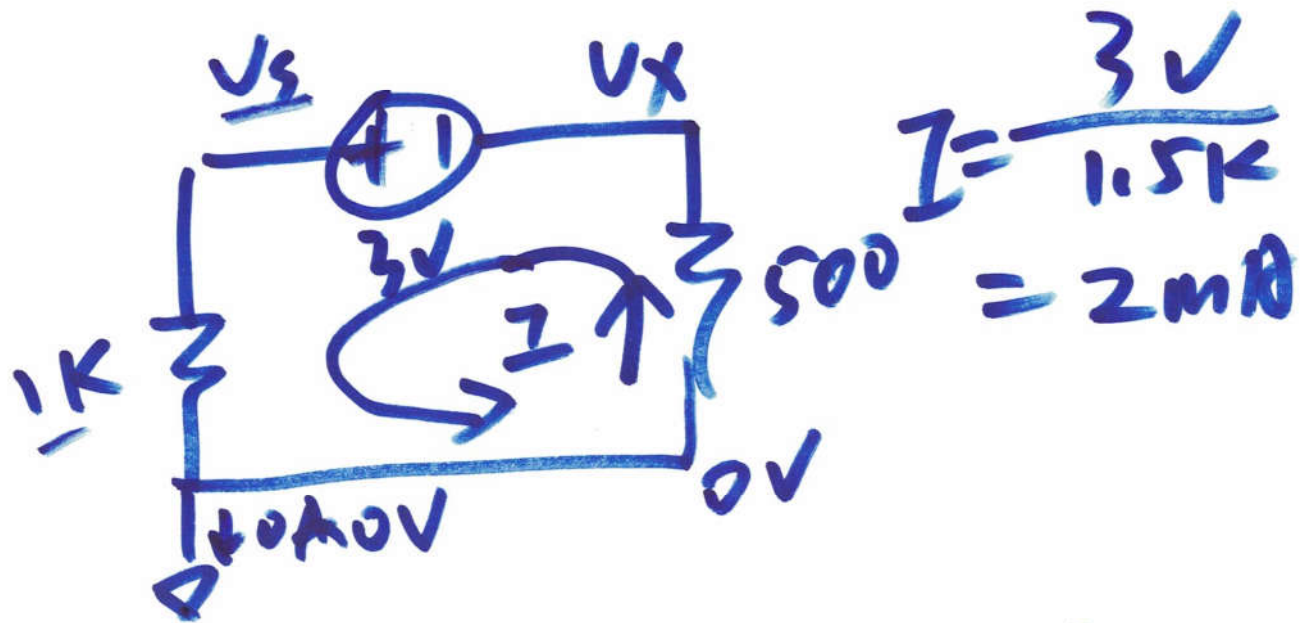 Vs
Vx
+ -
3V
I
1K
500
0A 0V
0V
I = 3V / 1.5K
= 2mA